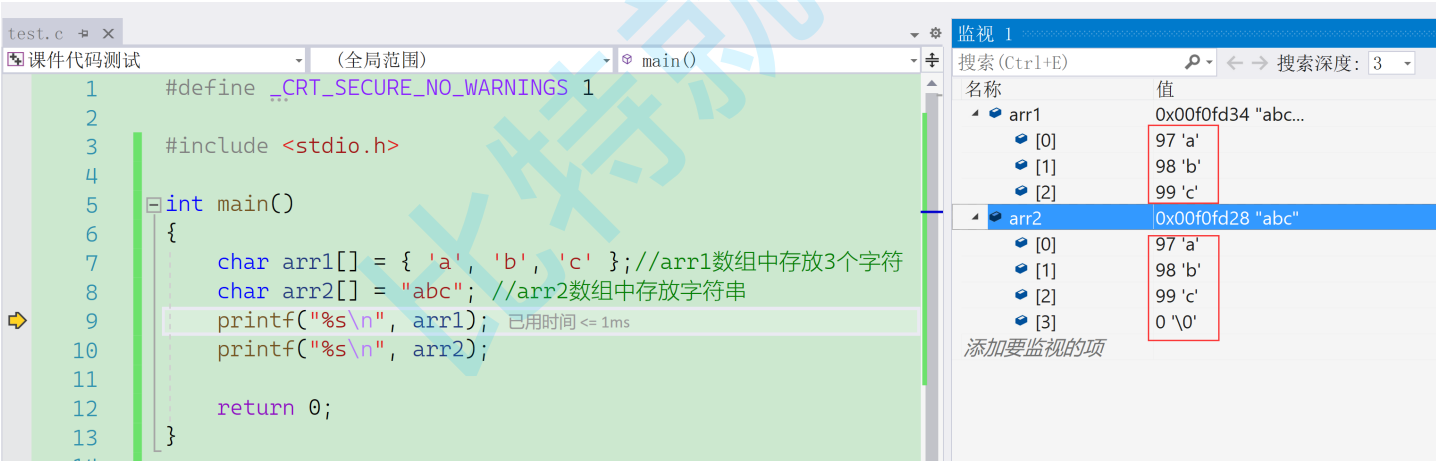 test.c
监视 1
课件代码测试
(全局范围)
main()
搜索(Ctrl+E)
搜索深度: 3
名称
值
1 #define _CRT_SECURE_NO_WARNINGS 1
2
3 #include <stdio.h>
4
5 int main()
6 {
7 char arr1[] = { 'a', 'b', 'c' };//arr1数组中存放3个字符
8 char arr2[] = "abc"; //arr2数组中存放字符串
9 printf("%s\n", arr1); 已用时间 <= 1ms
10 printf("%s\n", arr2);
11
12 return 0;
13 }
arr1 0x00f0fd34 "abc...
[0] 97 'a'
[1] 98 'b'
[2] 99 'c'
arr2 0x00f0fd28 "abc"
[0] 97 'a'
[1] 98 'b'
[2] 99 'c'
[3] 0 '\0'
添加要监视的项
比特就